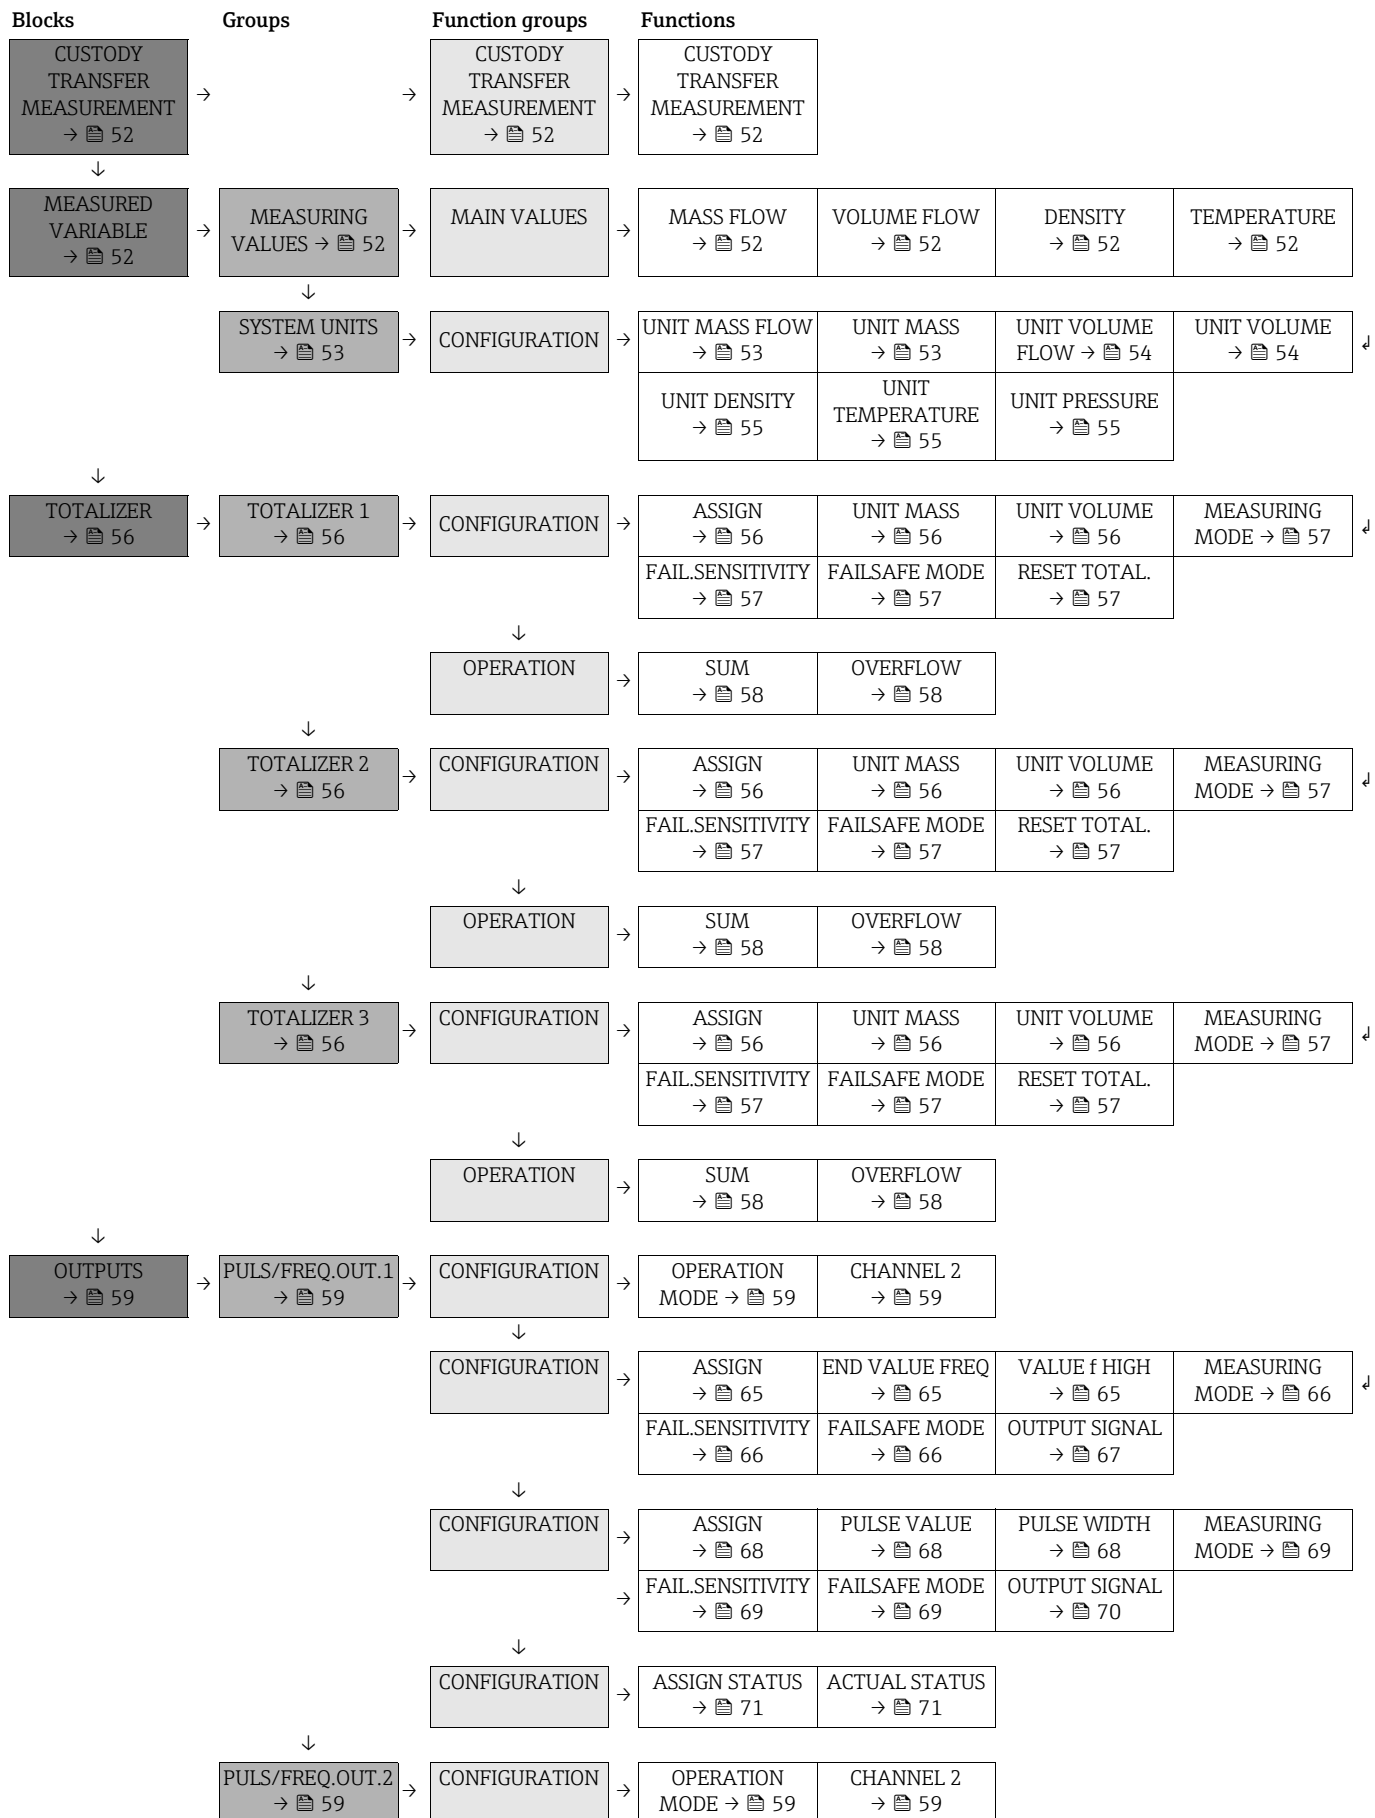 Blocks Groups Function groups Functions
CUSTODY TRANSFER MEASUREMENT → 52
→ →
CUSTODY TRANSFER MEASUREMENT → 52
→
CUSTODY TRANSFER MEASUREMENT → 52
↓
MEASURED VARIABLE → 52
→
MEASURING VALUES → 52
→
MAIN VALUES
→
MASS FLOW → 52
VOLUME FLOW → 52
DENSITY → 52
TEMPERATURE → 52
↓
SYSTEM UNITS → 53
→
CONFIGURATION
→
UNIT MASS FLOW → 53
UNIT MASS → 53
UNIT VOLUME FLOW → 54
UNIT VOLUME → 54
UNIT DENSITY → 55
UNIT TEMPERATURE → 55
UNIT PRESSURE → 55
↓
TOTALIZER → 56
→
TOTALIZER 1 → 56
→
CONFIGURATION
→
ASSIGN → 56
UNIT MASS → 56
UNIT VOLUME → 56
MEASURING MODE → 57
FAIL.SENSITIVITY → 57
FAILSAFE MODE → 57
RESET TOTAL. → 57
↓
OPERATION
→
SUM → 58
OVERFLOW → 58
↓
TOTALIZER 2 → 56
→
CONFIGURATION
→
ASSIGN → 56
UNIT MASS → 56
UNIT VOLUME → 56
MEASURING MODE → 57
FAIL.SENSITIVITY → 57
FAILSAFE MODE → 57
RESET TOTAL. → 57
↓
OPERATION
→
SUM → 58
OVERFLOW → 58
↓
TOTALIZER 3 → 56
→
CONFIGURATION
→
ASSIGN → 56
UNIT MASS → 56
UNIT VOLUME → 56
MEASURING MODE → 57
FAIL.SENSITIVITY → 57
FAILSAFE MODE → 57
RESET TOTAL. → 57
↓
OPERATION
→
SUM → 58
OVERFLOW → 58
↓
OUTPUTS → 59
→
PULS/FREQ.OUT.1 → 59
→
CONFIGURATION
→
OPERATION MODE → 59
CHANNEL 2 → 59
↓
CONFIGURATION
→
ASSIGN → 65
END VALUE FREQ → 65
VALUE f HIGH → 65
MEASURING MODE → 66
FAIL.SENSITIVITY → 66
FAILSAFE MODE → 66
OUTPUT SIGNAL → 67
↓
CONFIGURATION
→
ASSIGN → 68
PULSE VALUE → 68
PULSE WIDTH → 68
MEASURING MODE → 69
→
FAIL.SENSITIVITY → 69
FAILSAFE MODE → 69
OUTPUT SIGNAL → 70
↓
CONFIGURATION
→
ASSIGN STATUS → 71
ACTUAL STATUS → 71
↓
PULS/FREQ.OUT.2 → 59
→
CONFIGURATION
→
OPERATION MODE → 59
CHANNEL 2 → 59